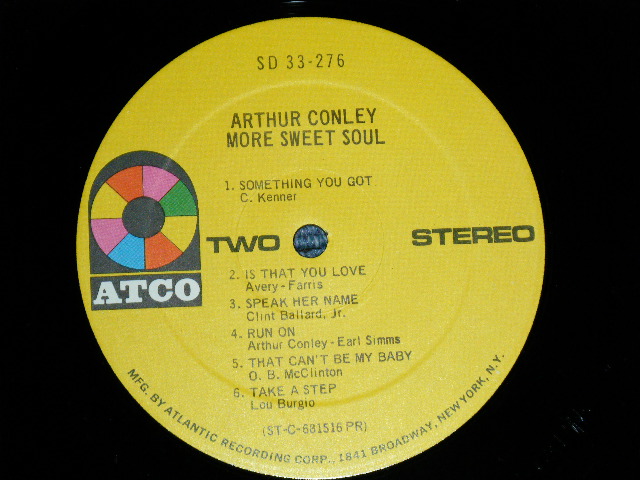 SD 33-276
ARTHUR CONLEY
MORE SWEET SOUL
1. SOMETHING YOU GOT
C. Kenner
TWO
STEREO
ATCO
2. IS THAT YOU LOVE
Avery-Farris
3. SPEAK HER NAME
Clint Ballard, Jr.
4. RUN ON
Arthur Conley-Earl Simms
5. THAT CAN'T BE MY BABY
O. B. McClinton
6. TAKE A STEP
Lou Burgio
(ST-C-681516 PR)
MFG. BY ATLANTIC RECORDING CORP., 1841 BROADWAY, NEW YORK, N.Y.